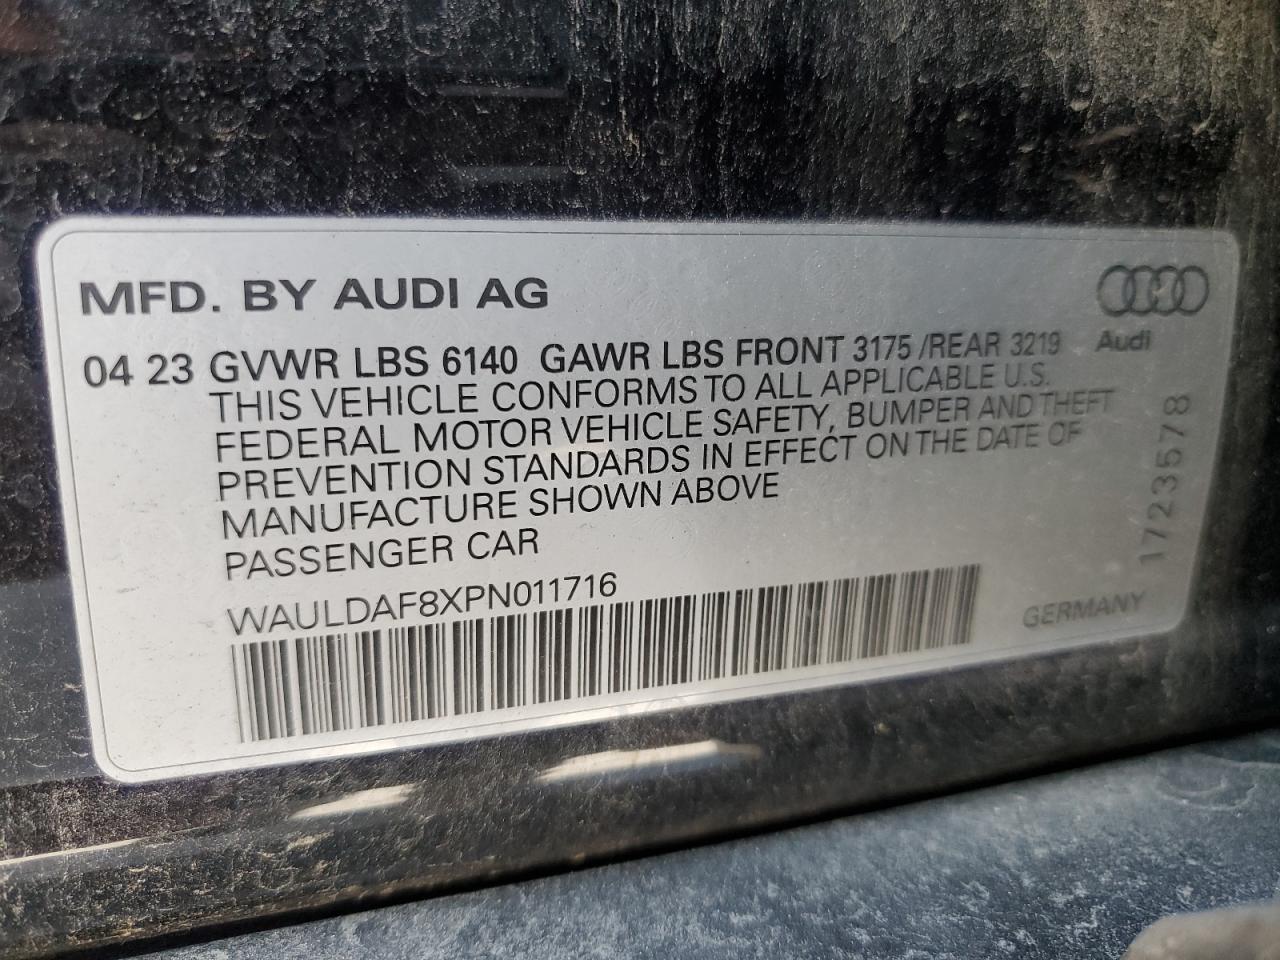 MFD. BY AUDI AG
Audi
04 23 GVWR LBS 6140 GAWR LBS FRONT 3175 /REAR 3219
THIS VEHICLE CONFORMS TO ALL APPLICABLE U.S.
FEDERAL MOTOR VEHICLE SAFETY, BUMPER AND THEFT
PREVENTION STANDARDS IN EFFECT ON THE DATE OF
MANUFACTURE SHOWN ABOVE
PASSENGER CAR
WAULDAF8XPN011716
GERMANY
17235578